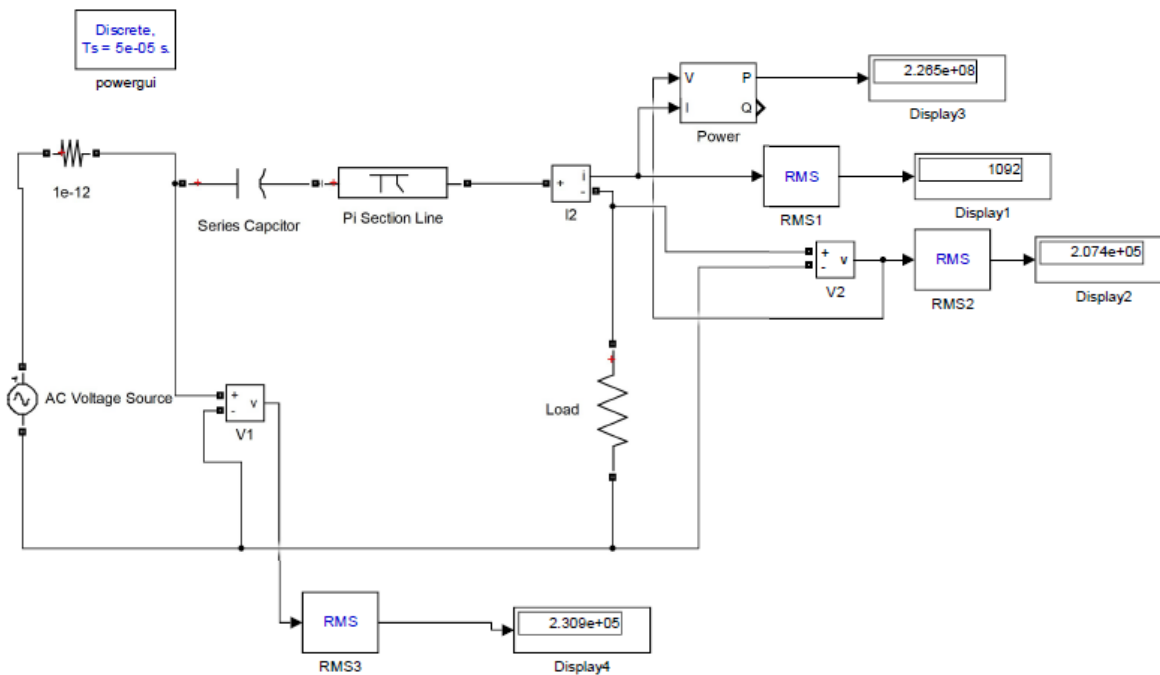 Discrete,
Ts = 5e-05 s.
powergui
V
P
I
Q
Power
2.265e+08
Display3
1e-12
Series Capcitor
Pi Section Line
+
i
-
I2
RMS
RMS1
1092
Display1
+
-
v
V2
RMS
RMS2
2.074e+05
Display2
AC Voltage Source
+
-
v
V1
Load
RMS
RMS3
2.309e+05
Display4